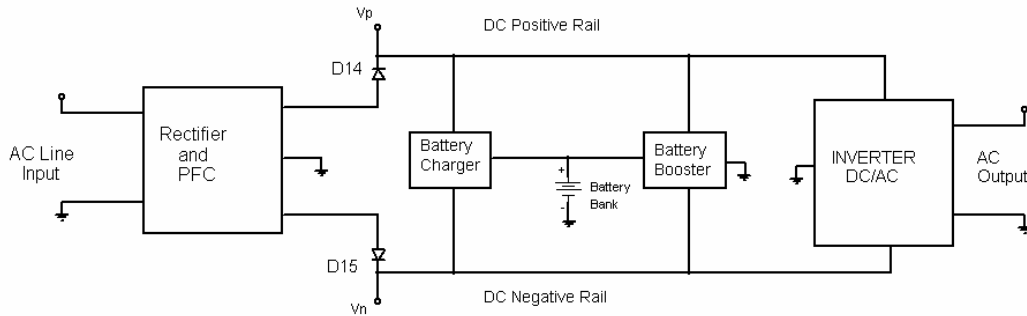 Vp
DC Positive Rail
D14
AC Line
Input
Rectifier
and
PFC
Battery
Charger
+
-
Battery
Bank
Battery
Booster
INVERTER
DC/AC
AC
Output
D15
DC Negative Rail
Vn